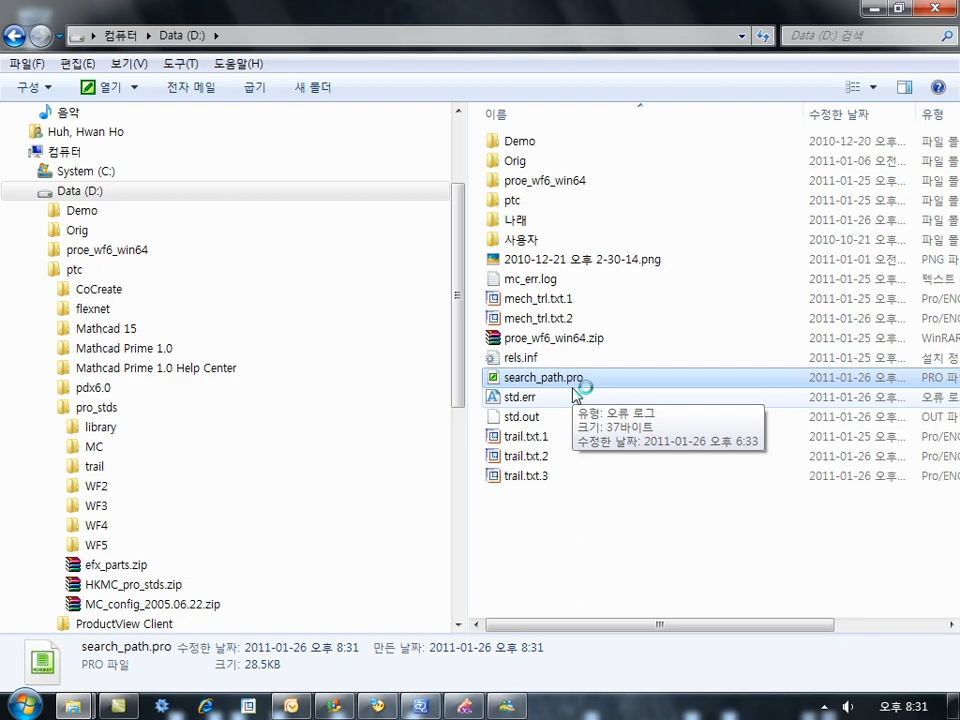 컴퓨터 Data (D:)
Data (D:) 검색
파일(F) 편집(E) 보기(V) 도구(T) 도움말(H)
구성 열기 전자 메일 굽기 새 폴더
음악
Huh, Hwan Ho
컴퓨터
System (C:)
Data (D:)
Demo
Orig
proe_wf6_win64
ptc
CoCreate
flexnet
Mathcad 15
Mathcad Prime 1.0
Mathcad Prime 1.0 Help Center
pdx6.0
pro_stds
library
MC
trail
WF2
WF3
WF4
WF5
efx_parts.zip
HKMC_pro_stds.zip
MC_config_2005.06.22.zip
ProductView Client
이름 수정한 날짜 유형
Demo 2010-12-20 오후... 파일 폴
Orig 2011-01-06 오전... 파일 폴
proe_wf6_win64 2011-01-25 오후... 파일 폴
ptc 2011-01-25 오후... 파일 폴
나래 2011-01-26 오후... 파일 폴
사용자 2010-10-21 오후... 파일 폴
2010-12-21 오후 2-30-14.png 2011-01-01 오전... PNG 파
mc_err.log 2011-01-25 오후... 텍스트
mech_trl.txt.1 2011-01-25 오후... Pro/ENG
mech_trl.txt.2 2011-01-26 오후... Pro/ENG
proe_wf6_win64.zip 2011-01-25 오후... WinRAR
rels.inf 2011-01-26 오후... 설치 정
search_path.pro 2011-01-26 오후... PRO 파
std.err 2011-01-26 오후... 오류 로
std.out 2011-01-26 오후... OUT 파
trail.txt.1 2011-01-26 오후... Pro/ENG
trail.txt.2 2011-01-26 오후... Pro/ENG
trail.txt.3 2011-01-26 오후... Pro/ENG
유형: 오류 로그
크기: 37바이트
수정한 날짜: 2011-01-26 오후 6:33
search_path.pro 수정한 날짜: 2011-01-26 오후 8:31 만든 날짜: 2011-01-26 오후 8:31
PRO 파일 크기: 28.5KB
오후 8:31